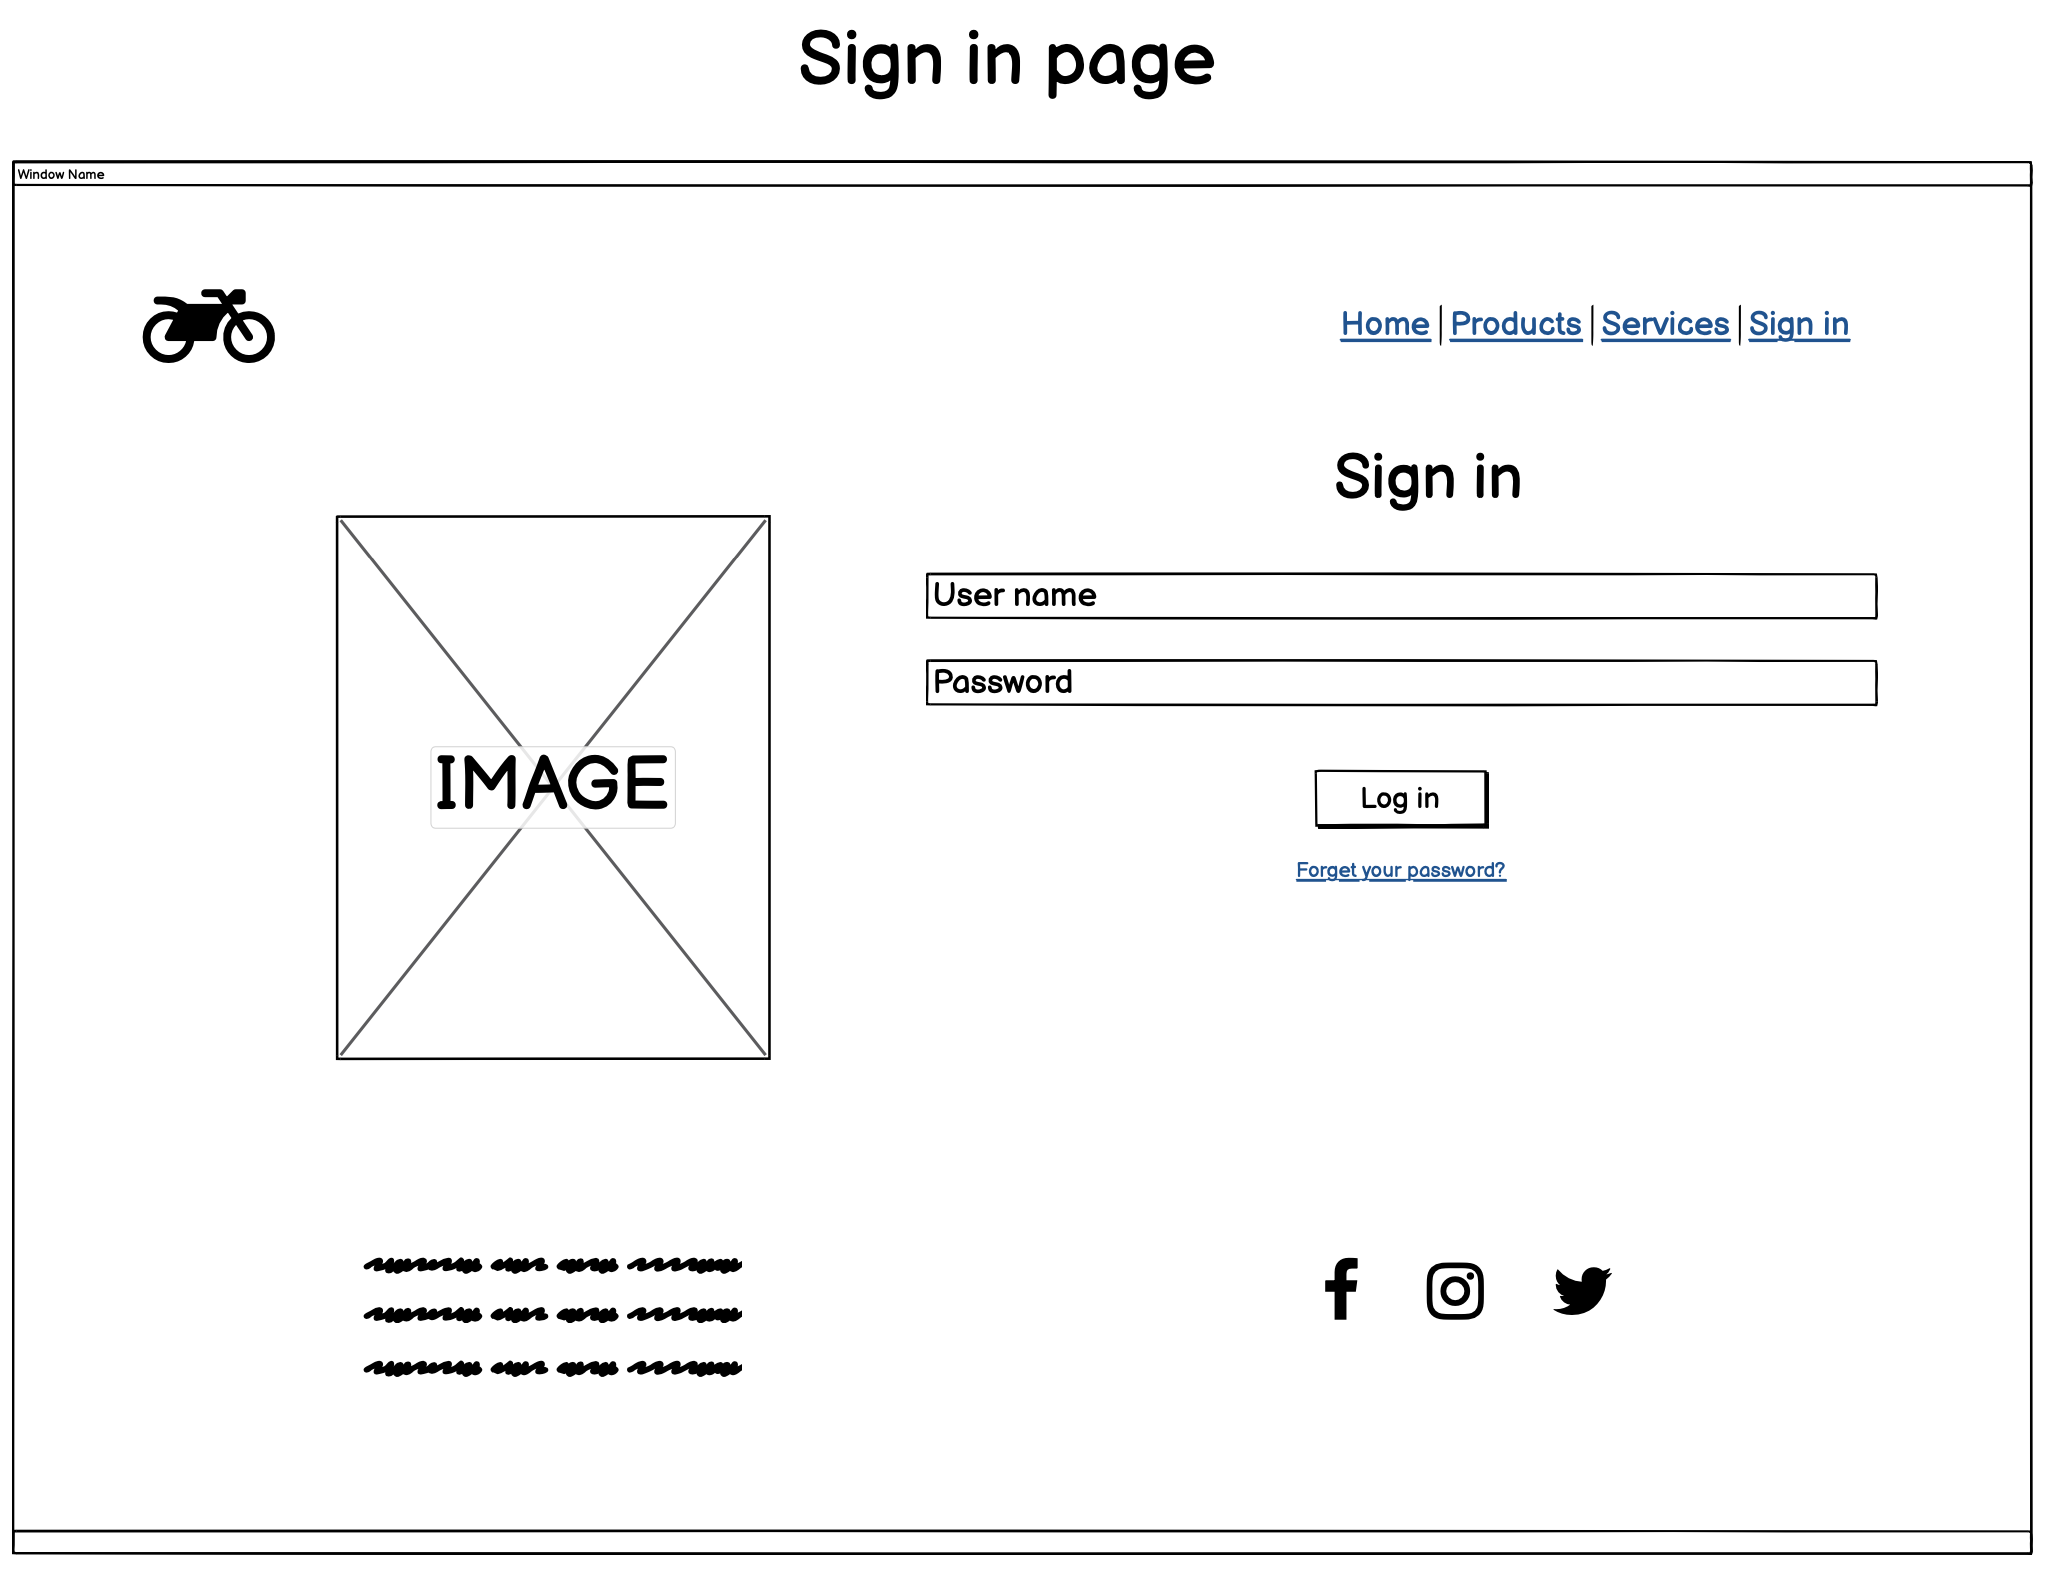 Sign in page
Window Name
Home Products Services Sign in
Sign in
User name
Password
IMAGE
Log in
Forget your password?